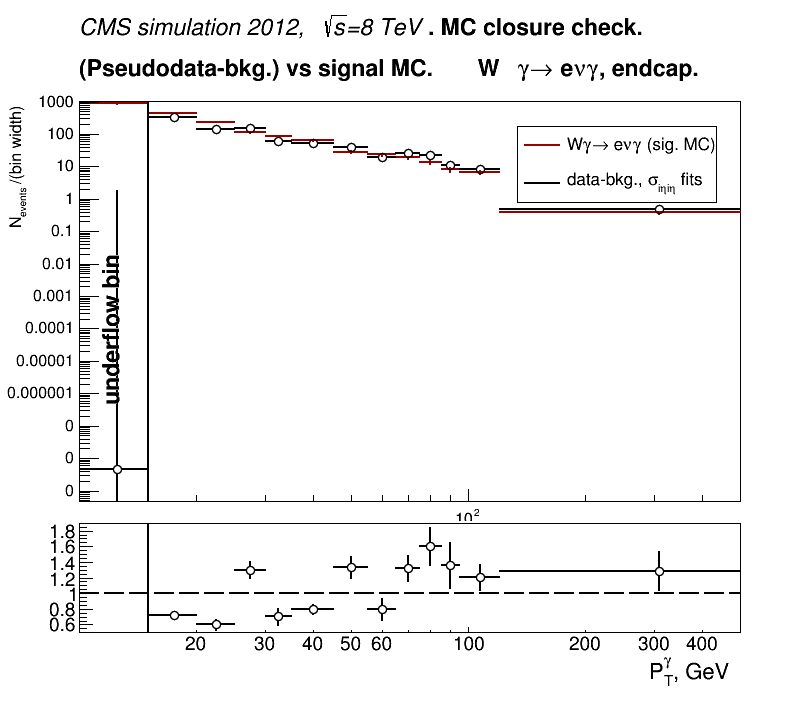 CMS simulation 2012, √s=8 TeV . MC closure check.
(Pseudodata-bkg.) vs signal MC. W γ→ eνγ, endcap.
N_events /(bin width)
1000
100
10
1
0.1
0.01
0.001
0.0001
0.00001
0.000001
0
0
0
underflow bin
Wγ→ eνγ (sig. MC)
data-bkg., σ_iηiη fits
10²
1.8
1.6
1.4
1.2
1
0.8
0.6
20 30 40 50 60 100 200 300 400
P_T^γ, GeV